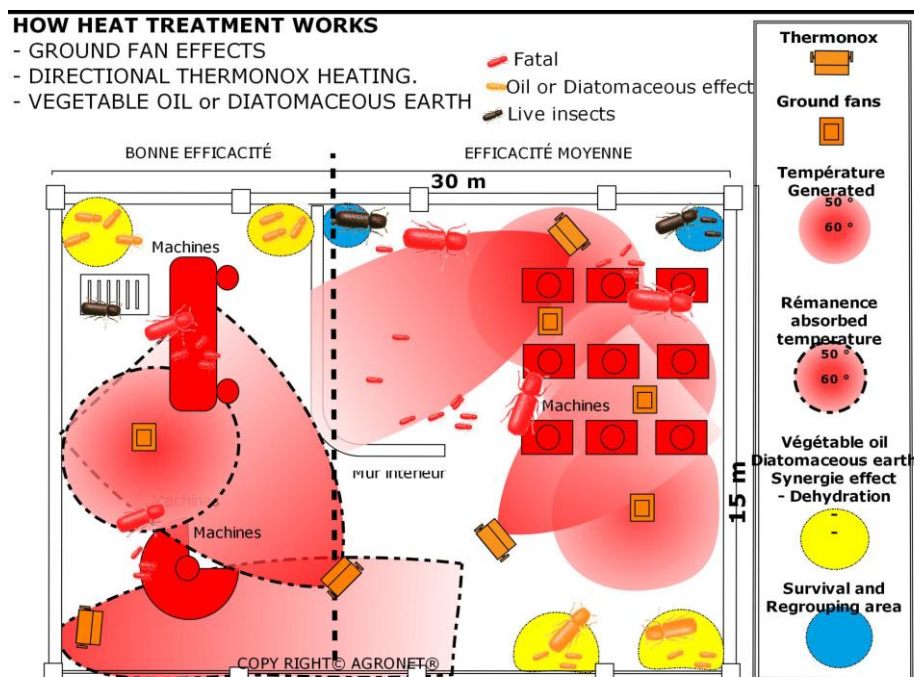 HOW HEAT TREATMENT WORKS
- GROUND FAN EFFECTS
- DIRECTIONAL THERMONOX HEATING.
- VEGETABLE OIL or DIATOMACEOUS EARTH
Fatal
Oil or Diatomaceous effect
Live insects
BONNE EFFICACITÉ
EFFICACITÉ MOYENNE
30 m
Machines
Machines
Mur intérieur
15 m
Machines
Machines
COPY RIGHT© AGRONET®
Thermonox
Ground fans
Température
Generated
50 °
60 °
Rémanence
absorbed
temperature
50 °
60 °
Végétable oil
Diatomaceous earth
Synergie effect
- Dehydration
-
-
Survival and
Regrouping area